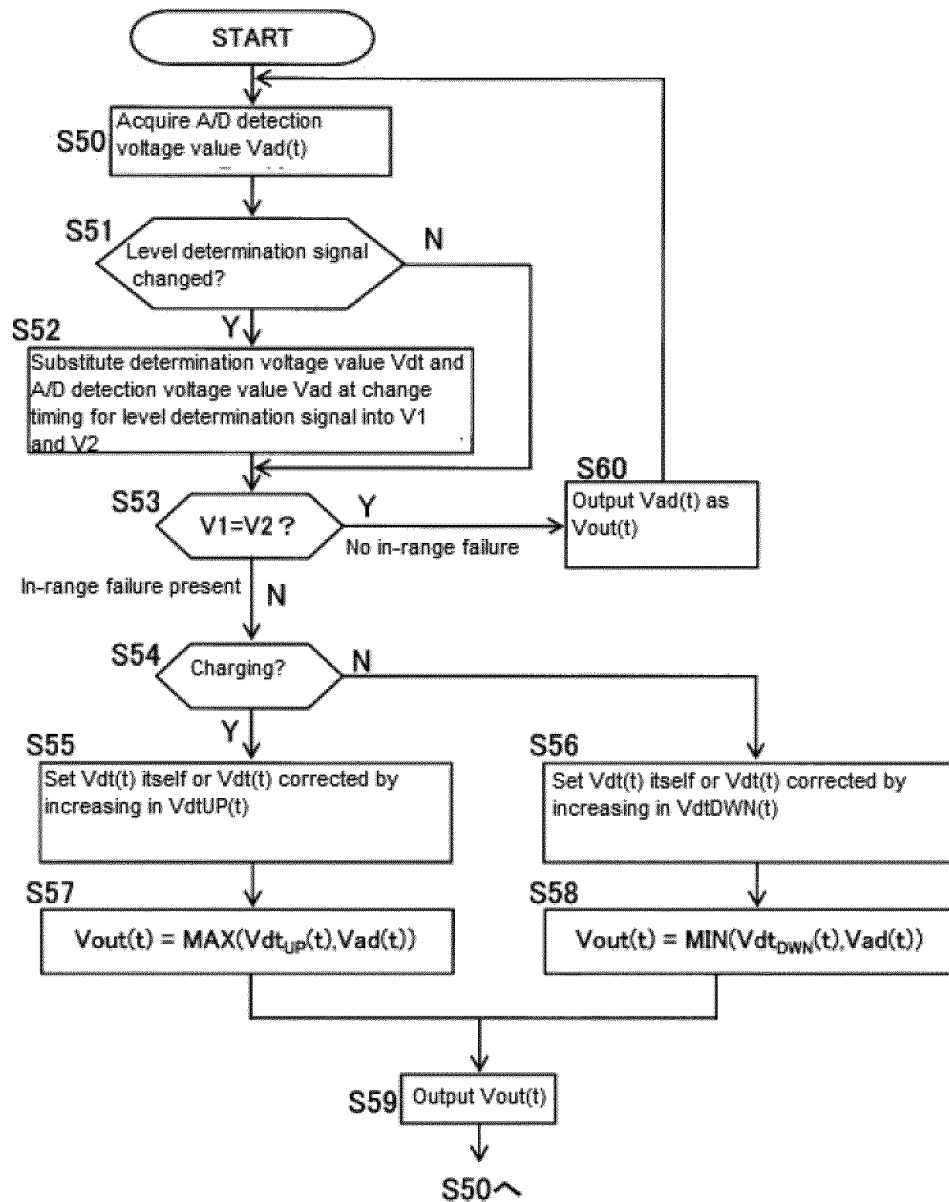 START
S50
Acquire A/D detection
voltage value Vad(t)
S51
Level determination signal
changed?
N
Y
S52
Substitute determination voltage value Vdt and
A/D detection voltage value Vad at change
timing for level determination signal into V1
and V2
S53
V1=V2？
Y
No in-range failure
S60
Output Vad(t) as
Vout(t)
In-range failure present
N
S54
Charging?
N
Y
S55
Set Vdt(t) itself or Vdt(t) corrected by
increasing in VdtUP(t)
S56
Set Vdt(t) itself or Vdt(t) corrected by
increasing in VdtDWN(t)
S57
Vout(t) = MAX(VdtUP(t),Vad(t))
S58
Vout(t) = MIN(VdtDWN(t),Vad(t))
S59
Output Vout(t)
S50へ